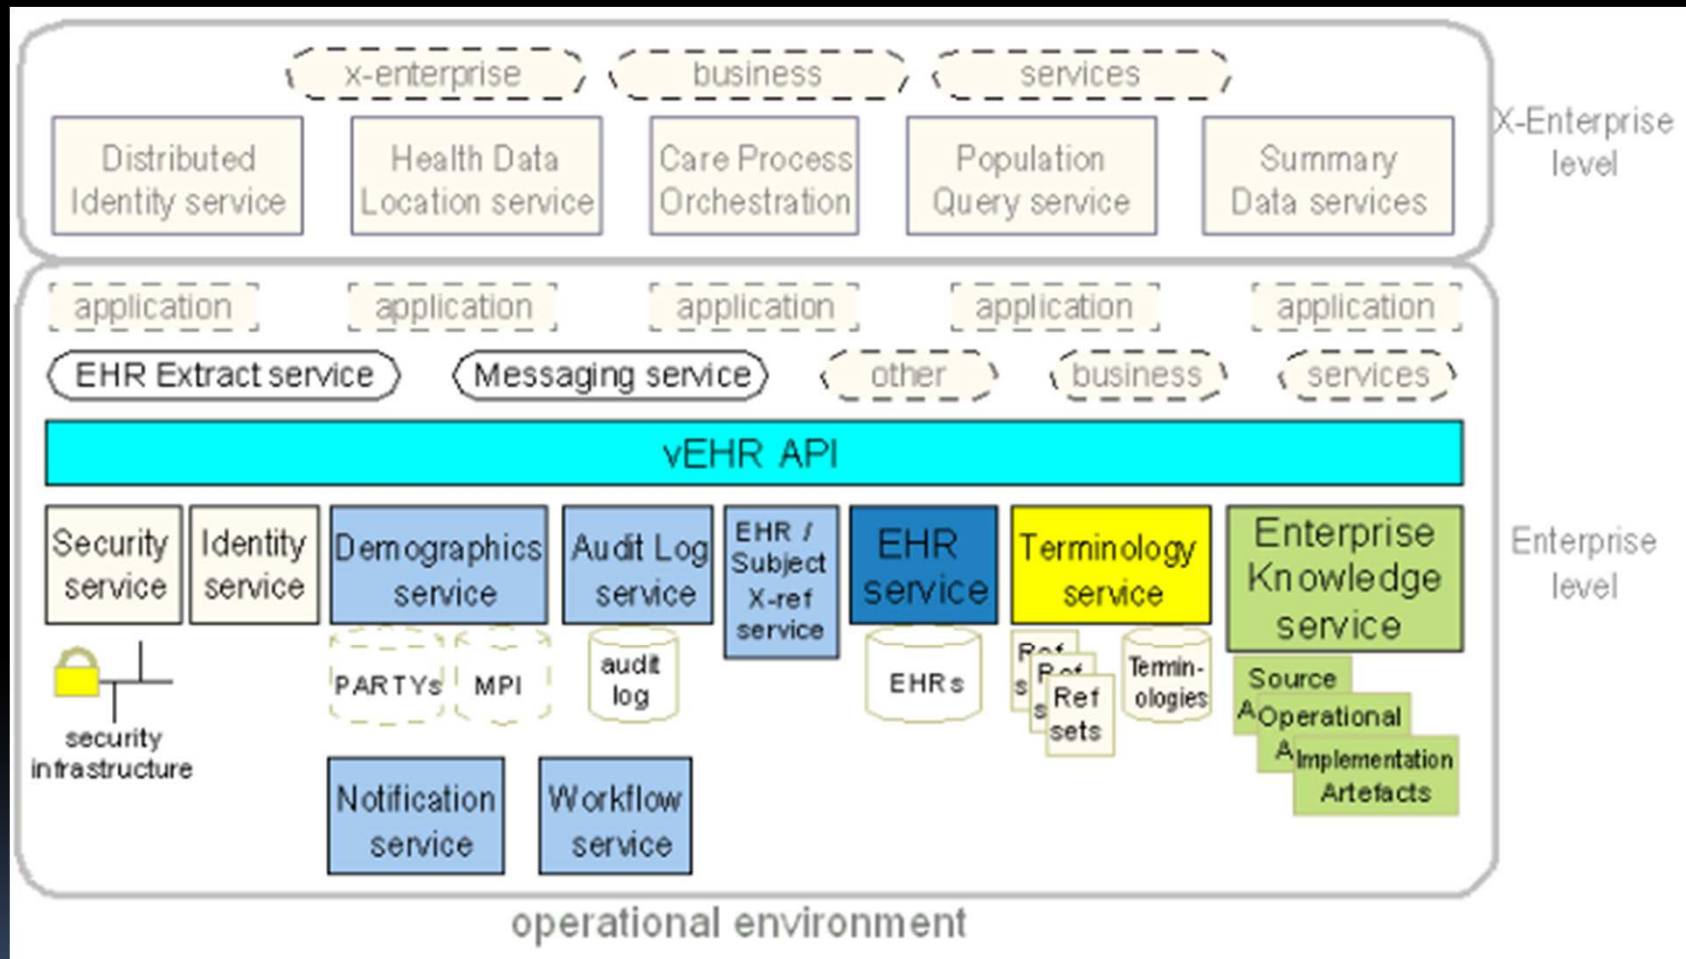 x-enterprise
business
services
X-Enterprise
level
Distributed
Identity service
Health Data
Location service
Care Process
Orchestration
Population
Query service
Summary
Data services
application
application
application
application
application
EHR Extract service
Messaging service
other
business
services
vEHR API
Enterprise
level
Security
service
Identity
service
Demographics
service
Audit Log
service
EHR /
Subject
X-ref
service
EHR
service
Terminology
service
Enterprise
Knowledge
service
security
infrastructure
PARTYs
MPI
audit
log
EHRs
Ref
s
Ref
s
Ref
sets
Termin-
ologies
Source
A
Operational
A
Implementation
Artefacts
Notification
service
Workflow
service
operational environment